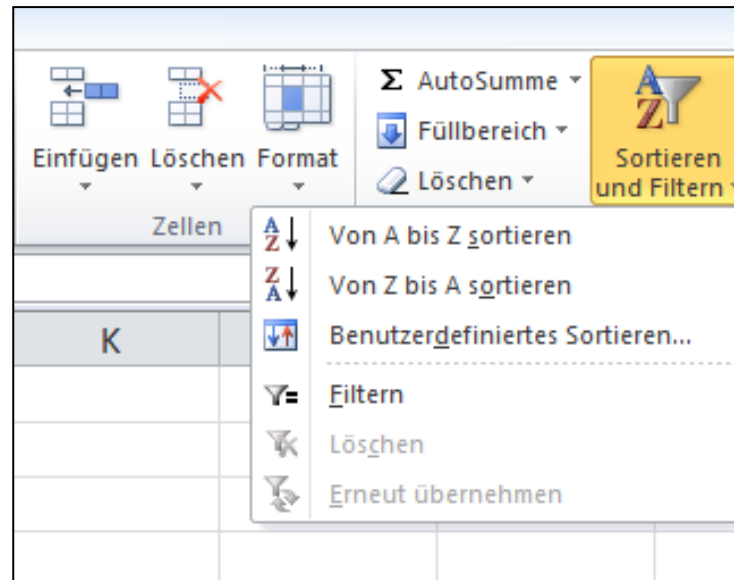 Σ AutoSumme
Füllbereich
Löschen
Einfügen Löschen Format
Zellen
Sortieren
und Filtern
Von A bis Z sortieren
Von Z bis A sortieren
Benutzerdefiniertes Sortieren...
Filtern
Löschen
Erneut übernehmen
K